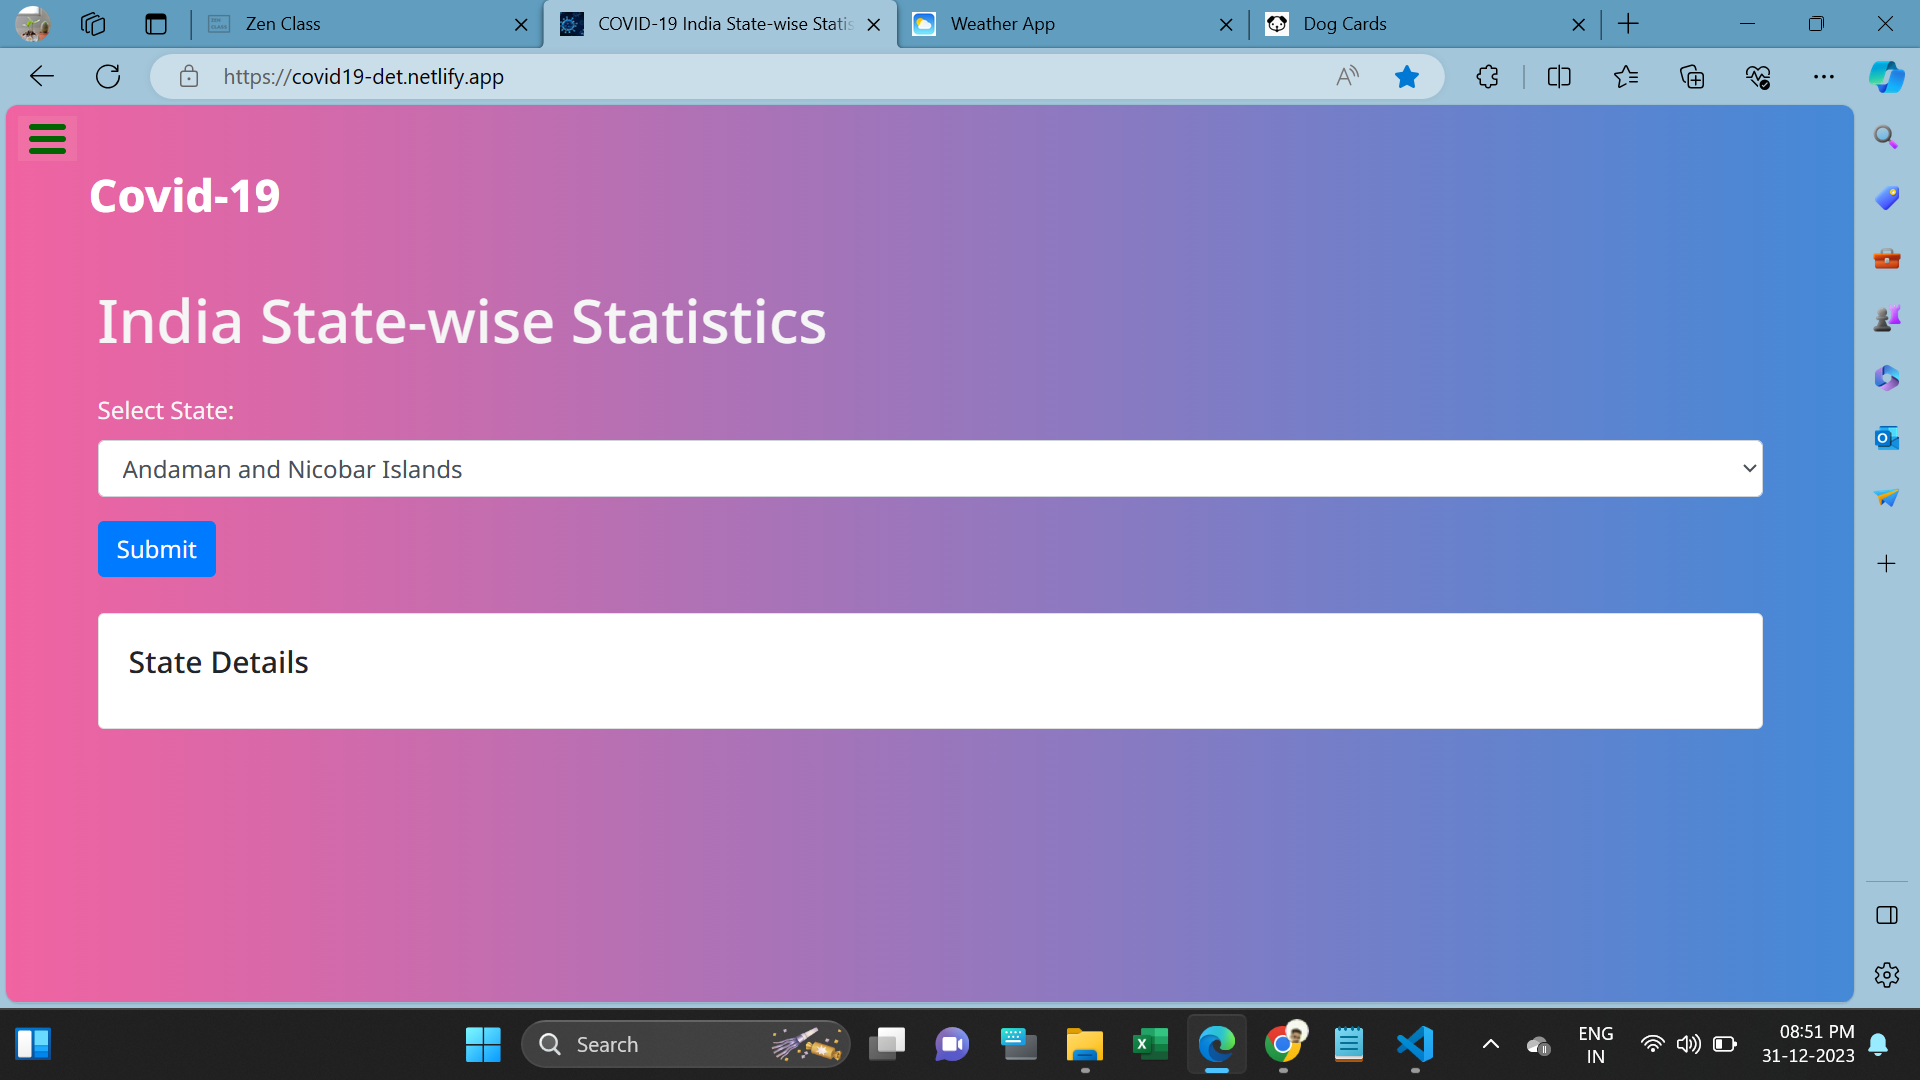 Zen Class
COVID-19 India State-wise Statis
Weather App
Dog Cards
https://covid19-det.netlify.app
Covid-19
India State-wise Statistics
Select State:
Andaman and Nicobar Islands
Submit
State Details
Search
ENG
IN
08:51 PM
31-12-2023